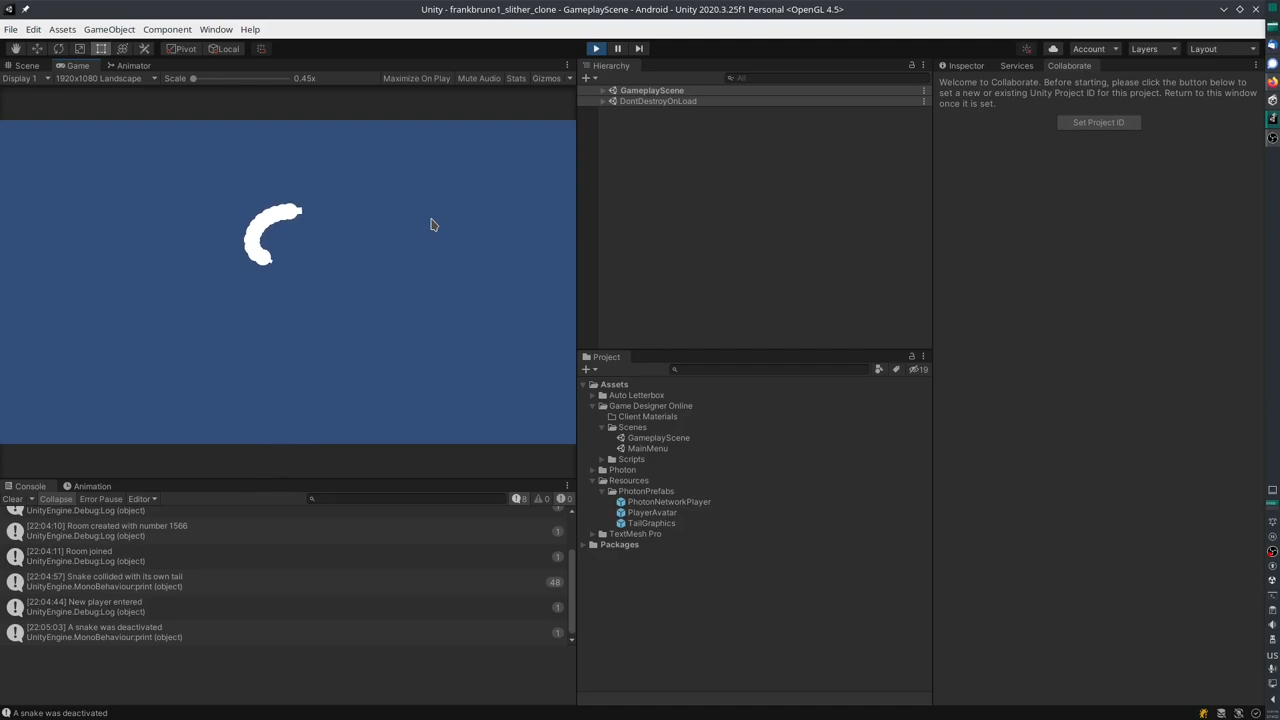 Unity - frankbruno1_slither_clone - GameplayScene - Android - Unity 2020.3.25f1 Personal <OpenGL 4.5>
File Edit Assets GameObject Component Window Help
Pivot Local Account Layers Layout
Scene Game Animator
Display 1 1920x1080 Landscape Scale 0.45x Maximize On Play Mute Audio Stats Gizmos
Hierarchy
All
GameplayScene
DontDestroyOnLoad
Inspector Services Collaborate
Welcome to Collaborate. Before starting, please click the button below to
set a new or existing Unity Project ID for this project. Return to this window
once it is set.
Set Project ID
Project
19
Assets
Auto Letterbox
Game Designer Online
Client Materials
Scenes
GameplayScene
MainMenu
Scripts
Photon
Resources
PhotonPrefabs
PhotonNetworkPlayer
PlayerAvatar
TailGraphics
TextMesh Pro
Packages
Console Animation
Clear Collapse Error Pause Editor 8 0 0
UnityEngine.Debug:Log (object)
[22:04:10] Room created with number 1566
UnityEngine.Debug:Log (object)
1
[22:04:11] Room joined
UnityEngine.Debug:Log (object)
1
[22:04:57] Snake collided with its own tail
UnityEngine.MonoBehaviour:print (object)
48
[22:04:44] New player entered
UnityEngine.Debug:Log (object)
1
[22:05:03] A snake was deactivated
UnityEngine.MonoBehaviour:print (object)
1
A snake was deactivated
US